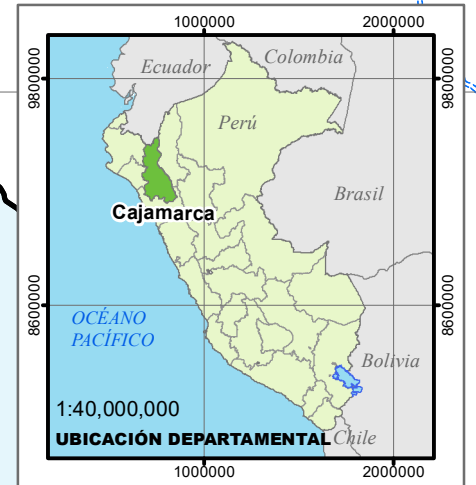 1000000
2000000
9800000
9800000
Colombia
Ecuador
Perú
Brasil
Cajamarca
8600000
8600000
OCÉANO
PACÍFICO
Bolivia
1:40,000,000
UBICACIÓN DEPARTAMENTAL
Chile
1000000
2000000